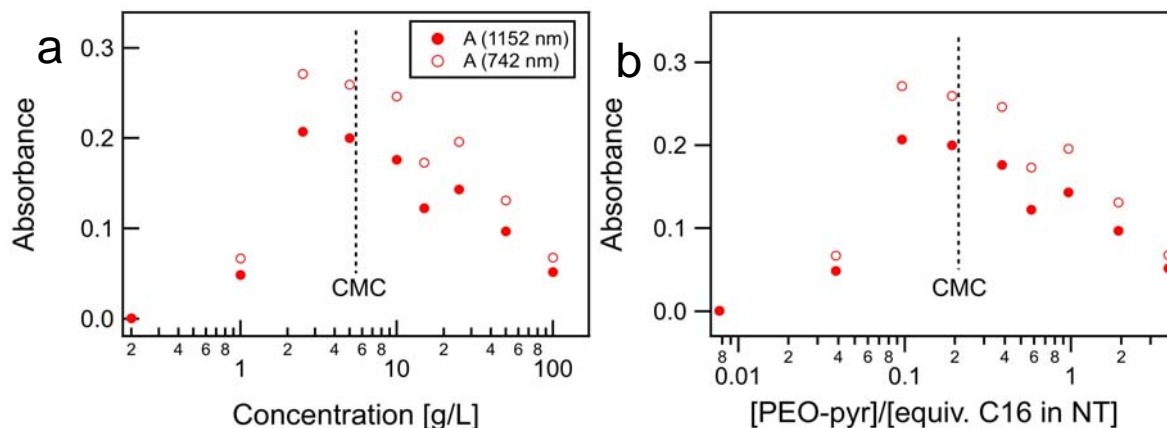 a
Absorbance
0.3
0.2
0.1
0.0
A (1152 nm)
A (742 nm)
CMC
2 4 6 8 2 4 6 8 2 4 6 8
1 10 100
Concentration [g/L]
b
Absorbance
0.3
0.2
0.1
0.0
CMC
8 2 4 6 8 2 4 6 8 2
0.01 0.1 1
[PEO-pyr]/[equiv. C16 in NT]